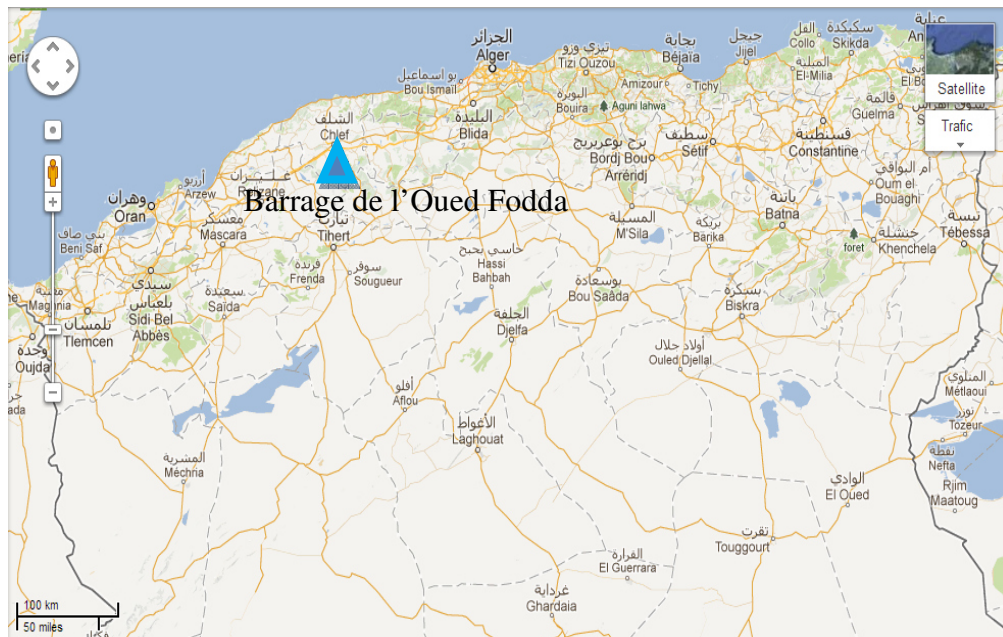 عنابة
الجزائر
Alger
تيزي وزو
Tizi Ouzou
بجاية
Béjaïa
جيجل
Jijel
القل
Collo
سكيكدة
Skikda
Satellite
Trafic
بو اسماعيل
Bou Ismaïl
البويرة
Bouira
Aguni lahwa
Amizour
Tichy
الميلية
El-Milia
قالمة
Guelma
الشلف
Chlef
البليدة
Blida
برج بوعريريج
Bordj Bou
Arréridj
سطيف
Sétif
قسنطينة
Constantine
أم البواقي
Oum el
Bouaghi
أرزيو
Arzew
وهران
Oran
Barrage de l’Oued Fodda
معسكر
Mascara
تيارت
Tihert
المسيلة
M'Sila
بريكة
Barika
باتنة
Batna
foret
خنشلة
Khenchela
تبسة
Tébessa
بني صاف
Beni Saf
حاسي بحبح
Hassi
Bahbah
فرندة
Frenda
سوقر
Sougueur
بوسعادة
Bou Saâda
بسكرة
Biskra
سعيدة
Saïda
سيدي
بلعباس
Sidi Bel
Abbès
تلمسان
Tlemcen
وجدة
Oujda
الجلفة
Djelfa
أولاد جلال
Ouled Djellal
أفلو
Aflou
المتلوي
Métlaoui
توزر
Tozeur
الأغواط
Laghouat
نفطة
Nefta
Rjim
Maatoug
المشرية
Méchria
الوادي
El Oued
تقرت
Touggourt
القرارة
El Guerrara
غرداية
Ghardaia
100 km
50 miles